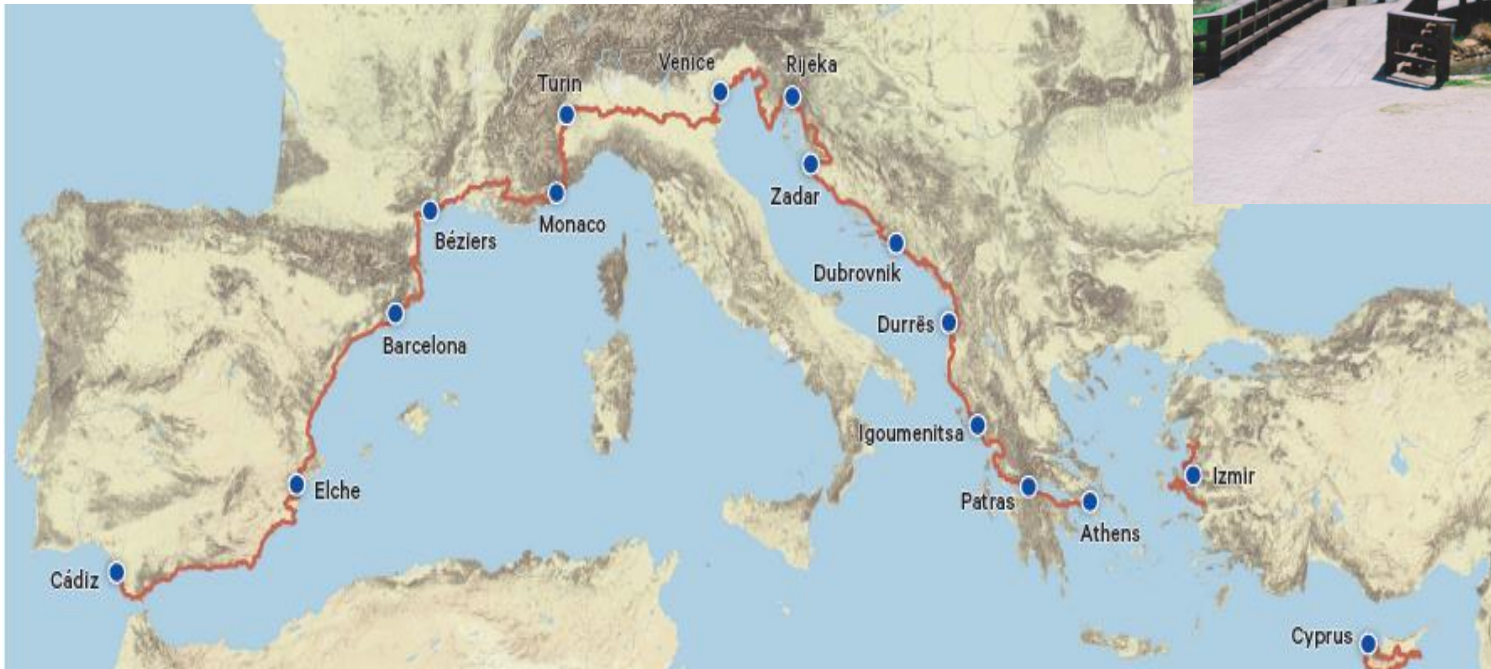 Venice
Rijeka
Turin
Zadar
Monaco
Béziers
Dubrovnik
Barcelona
Durrës
Igoumenitsa
Elche
Izmir
Patras
Athens
Cádiz
Cyprus